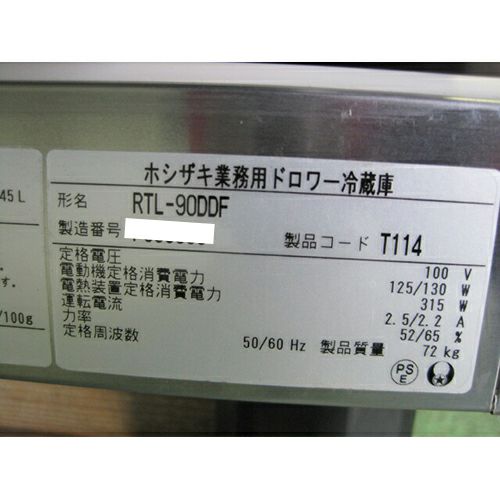 ホシザキ業務用ドロワー冷蔵庫
形名 RTL-90DDF
製造番号 製品コード T114
定格電圧 100 V
電動機定格消費電力 125/130 W
電熱装置定格消費電力 315 W
運転電流 2.5/2.2 A
力率 52/65 %
定格周波数 50/60 Hz 製品質量 72 kg
PS
E
45 L
す。
/100g